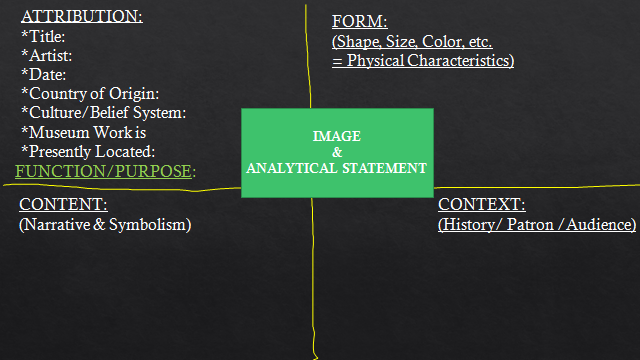 ATTRIBUTION:
*Title:
*Artist:
*Date:
*Country of Origin:
*Culture/Belief System:
*Museum Work is
*Presently Located:
FUNCTION/PURPOSE:
FORM:
(Shape, Size, Color, etc.
= Physical Characteristics)
IMAGE
&
ANALYTICAL STATEMENT
CONTENT:
(Narrative & Symbolism)
CONTEXT:
(History/ Patron /Audience)